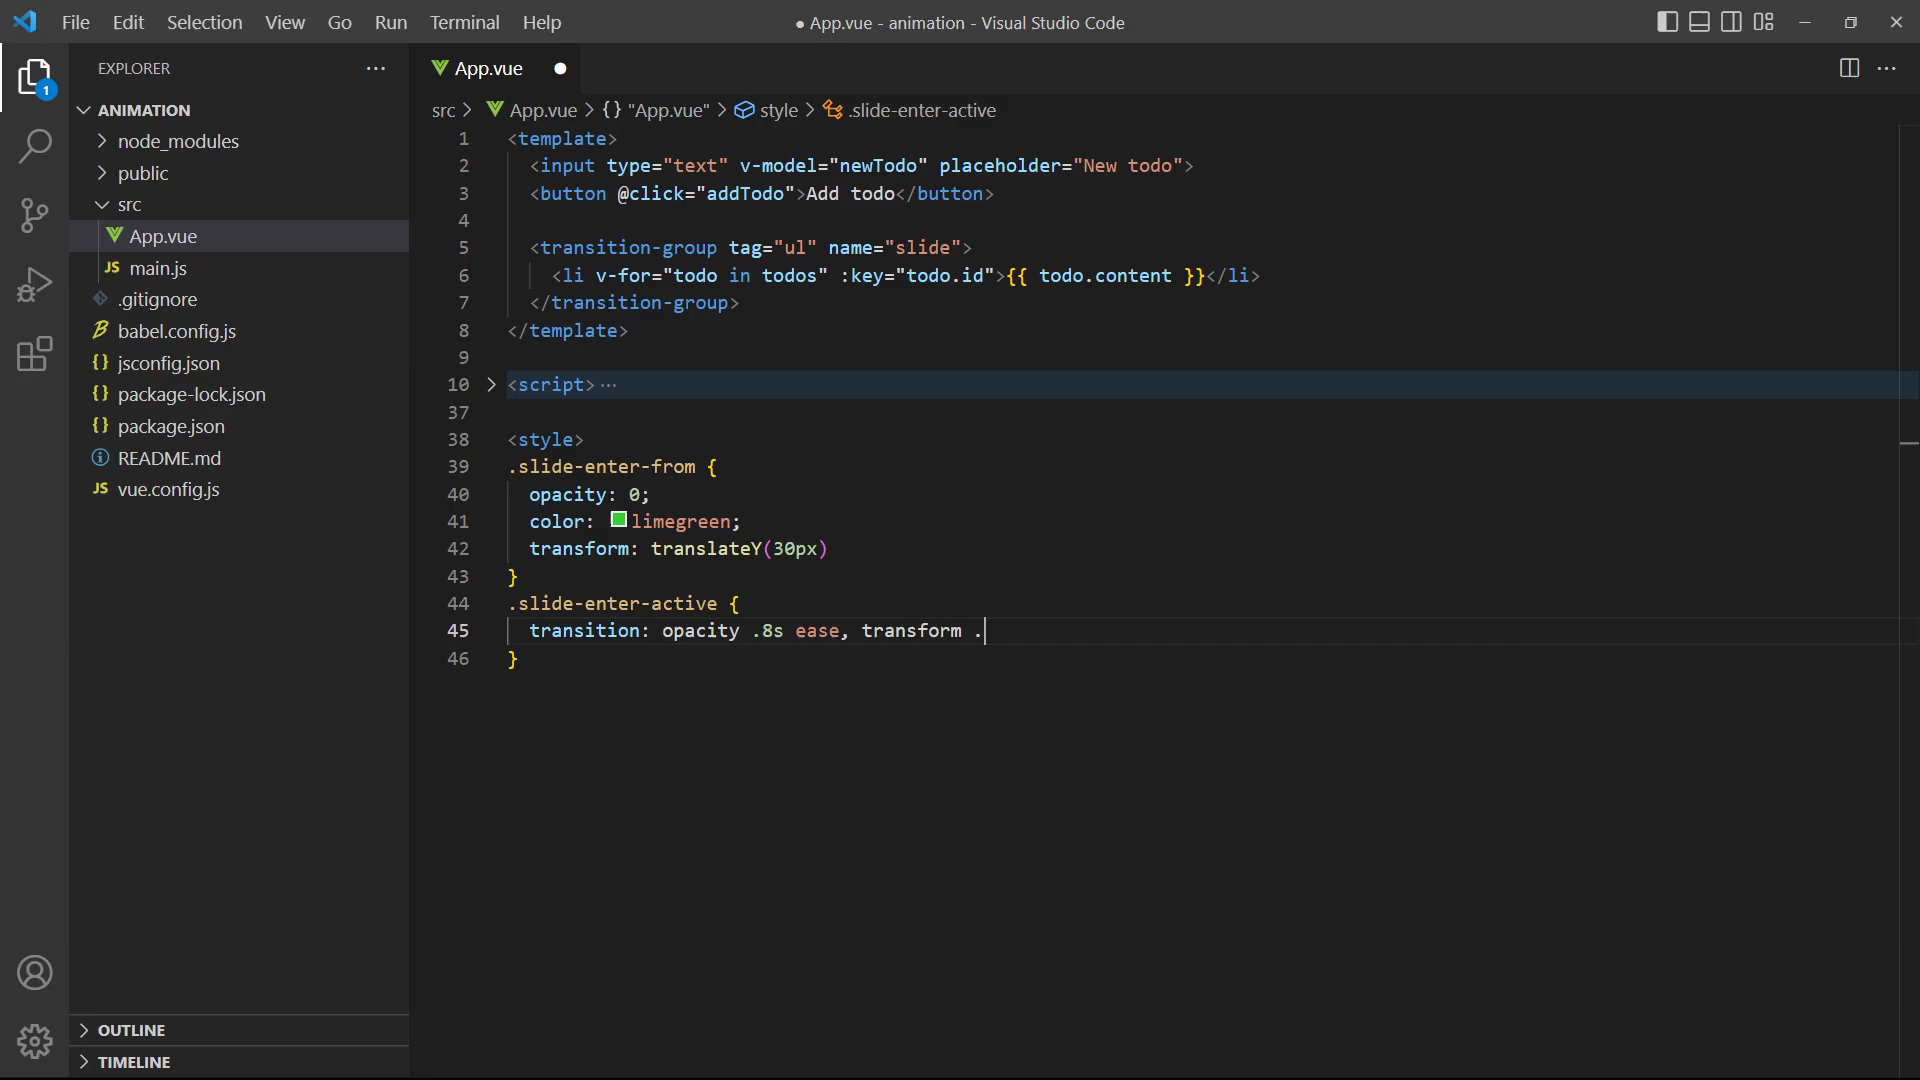 File Edit Selection View Go Run Terminal Help
● App.vue - animation - Visual Studio Code
EXPLORER
1
ANIMATION
node_modules
public
src
App.vue
JS main.js
.gitignore
babel.config.js
{} jsconfig.json
{} package-lock.json
{} package.json
README.md
JS vue.config.js
OUTLINE
TIMELINE
App.vue
src > App.vue > {} "App.vue" > style > .slide-enter-active
1 <template>
2 <input type="text" v-model="newTodo" placeholder="New todo">
3 <button @click="addTodo">Add todo</button>
4
5 <transition-group tag="ul" name="slide">
6 <li v-for="todo in todos" :key="todo.id">{{ todo.content }}</li>
7 </transition-group>
8 </template>
9
10 <script>…
37
38 <style>
39 .slide-enter-from {
40 opacity: 0;
41 color: limegreen;
42 transform: translateY(30px)
43 }
44 .slide-enter-active {
45 transition: opacity .8s ease, transform .
46 }